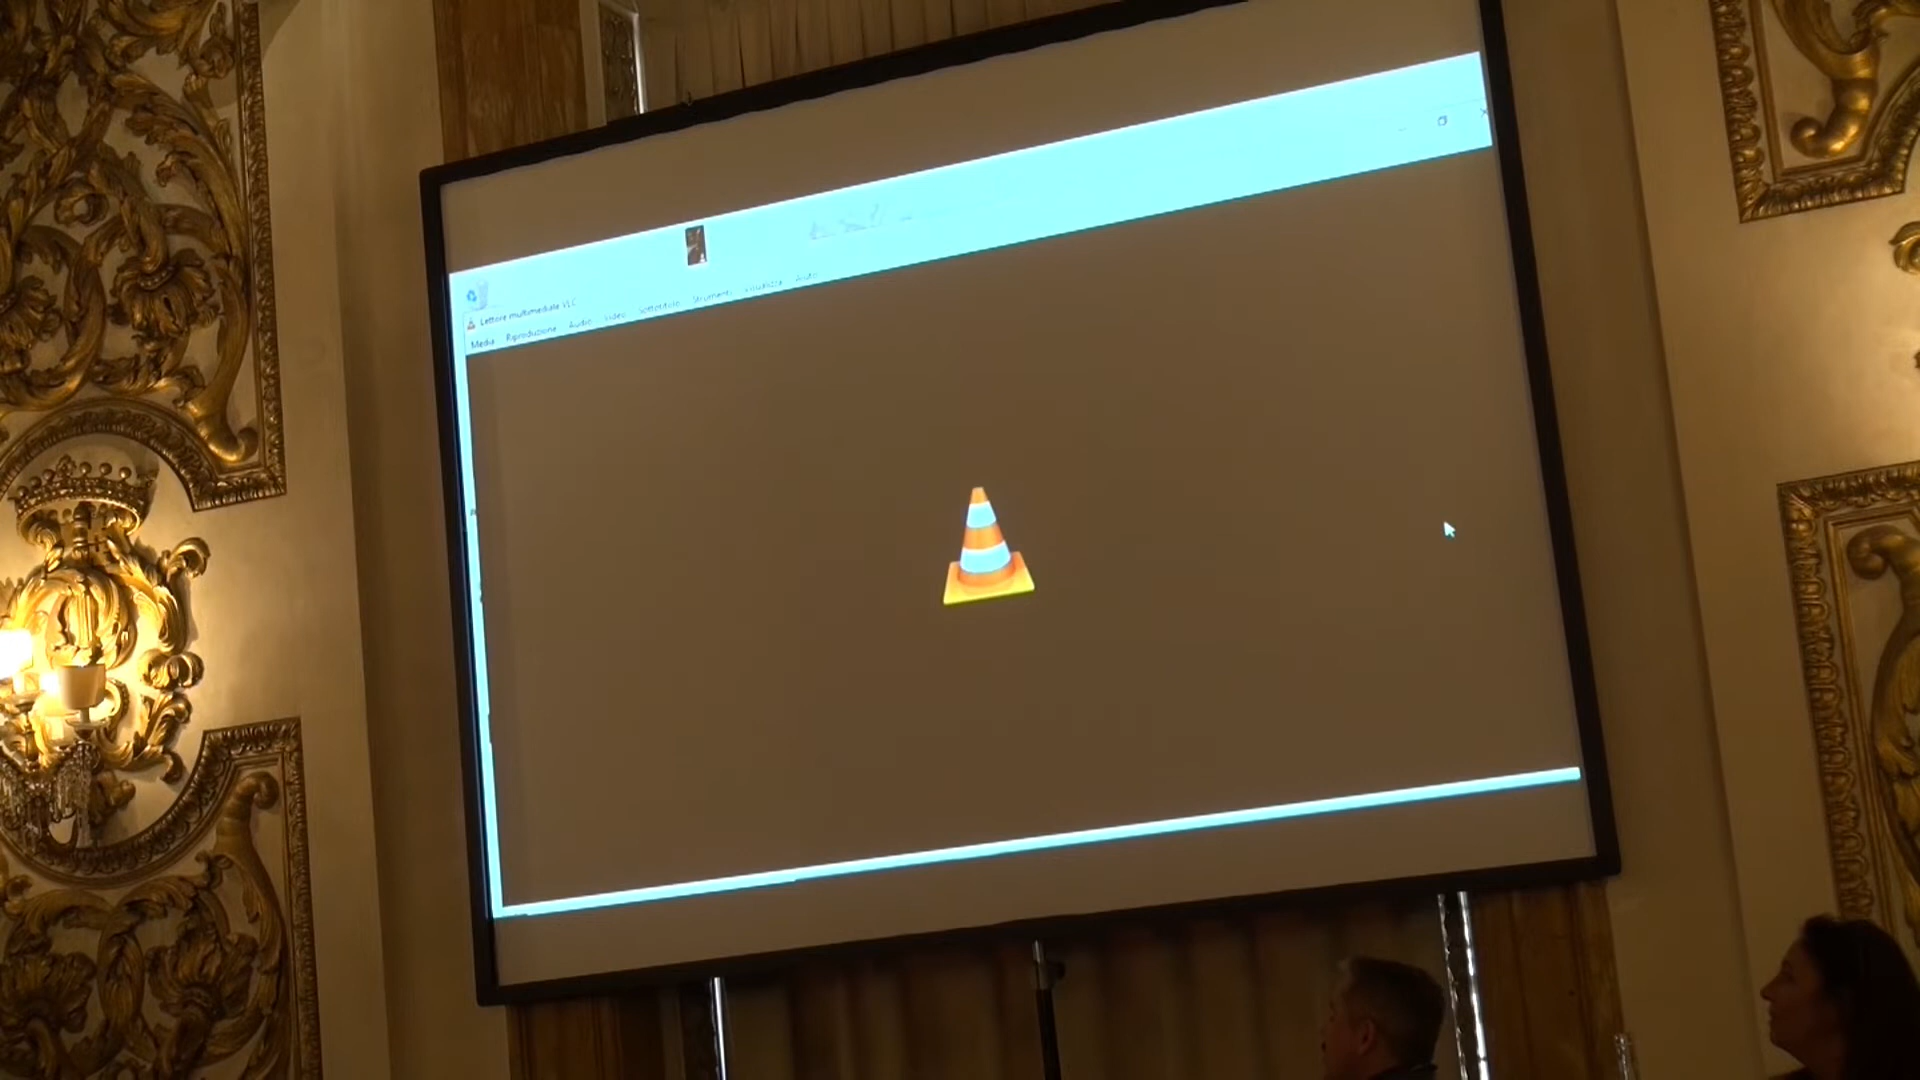 Lettore multimediale VLC
Media Riproduzione Audio Video Sottotitoli Strumenti Visualizza Aiuto